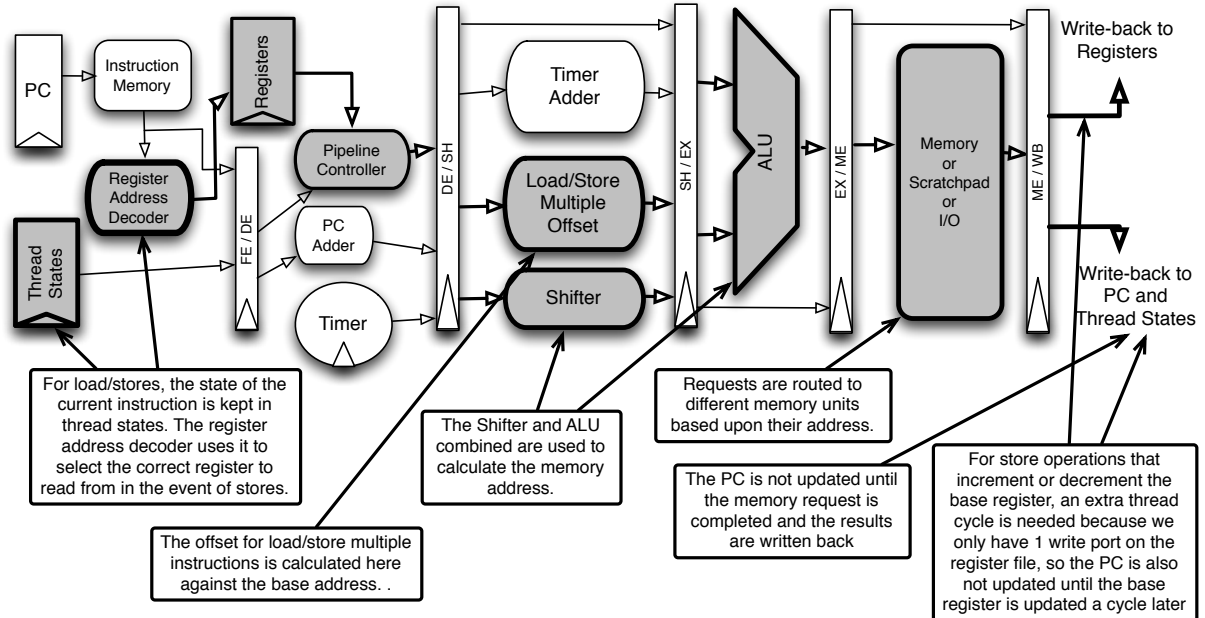 PC
Instruction
Memory
Registers
Register
Address
Decoder
Thread
States
FE / DE
Pipeline
Controller
PC
Adder
Timer
DE / SH
Timer
Adder
Load/Store
Multiple
Offset
Shifter
SH / EX
ALU
EX / ME
Memory
or
Scratchpad
or
I/O
ME / WB
Write-back to
Registers
Write-back to
PC and
Thread States
For load/stores, the state of the
current instruction is kept in
thread states. The register
address decoder uses it to
select the correct register to
read from in the event of stores.
The offset for load/store multiple
instructions is calculated here
against the base address. .
The Shifter and ALU
combined are used to
calculate the memory
address.
Requests are routed to
different memory units
based upon their address.
The PC is not updated until
the memory request is
completed and the results
are written back
For store operations that
increment or decrement the
base register, an extra thread
cycle is needed because we
only have 1 write port on the
register file, so the PC is also
not updated until the base
register is updated a cycle later